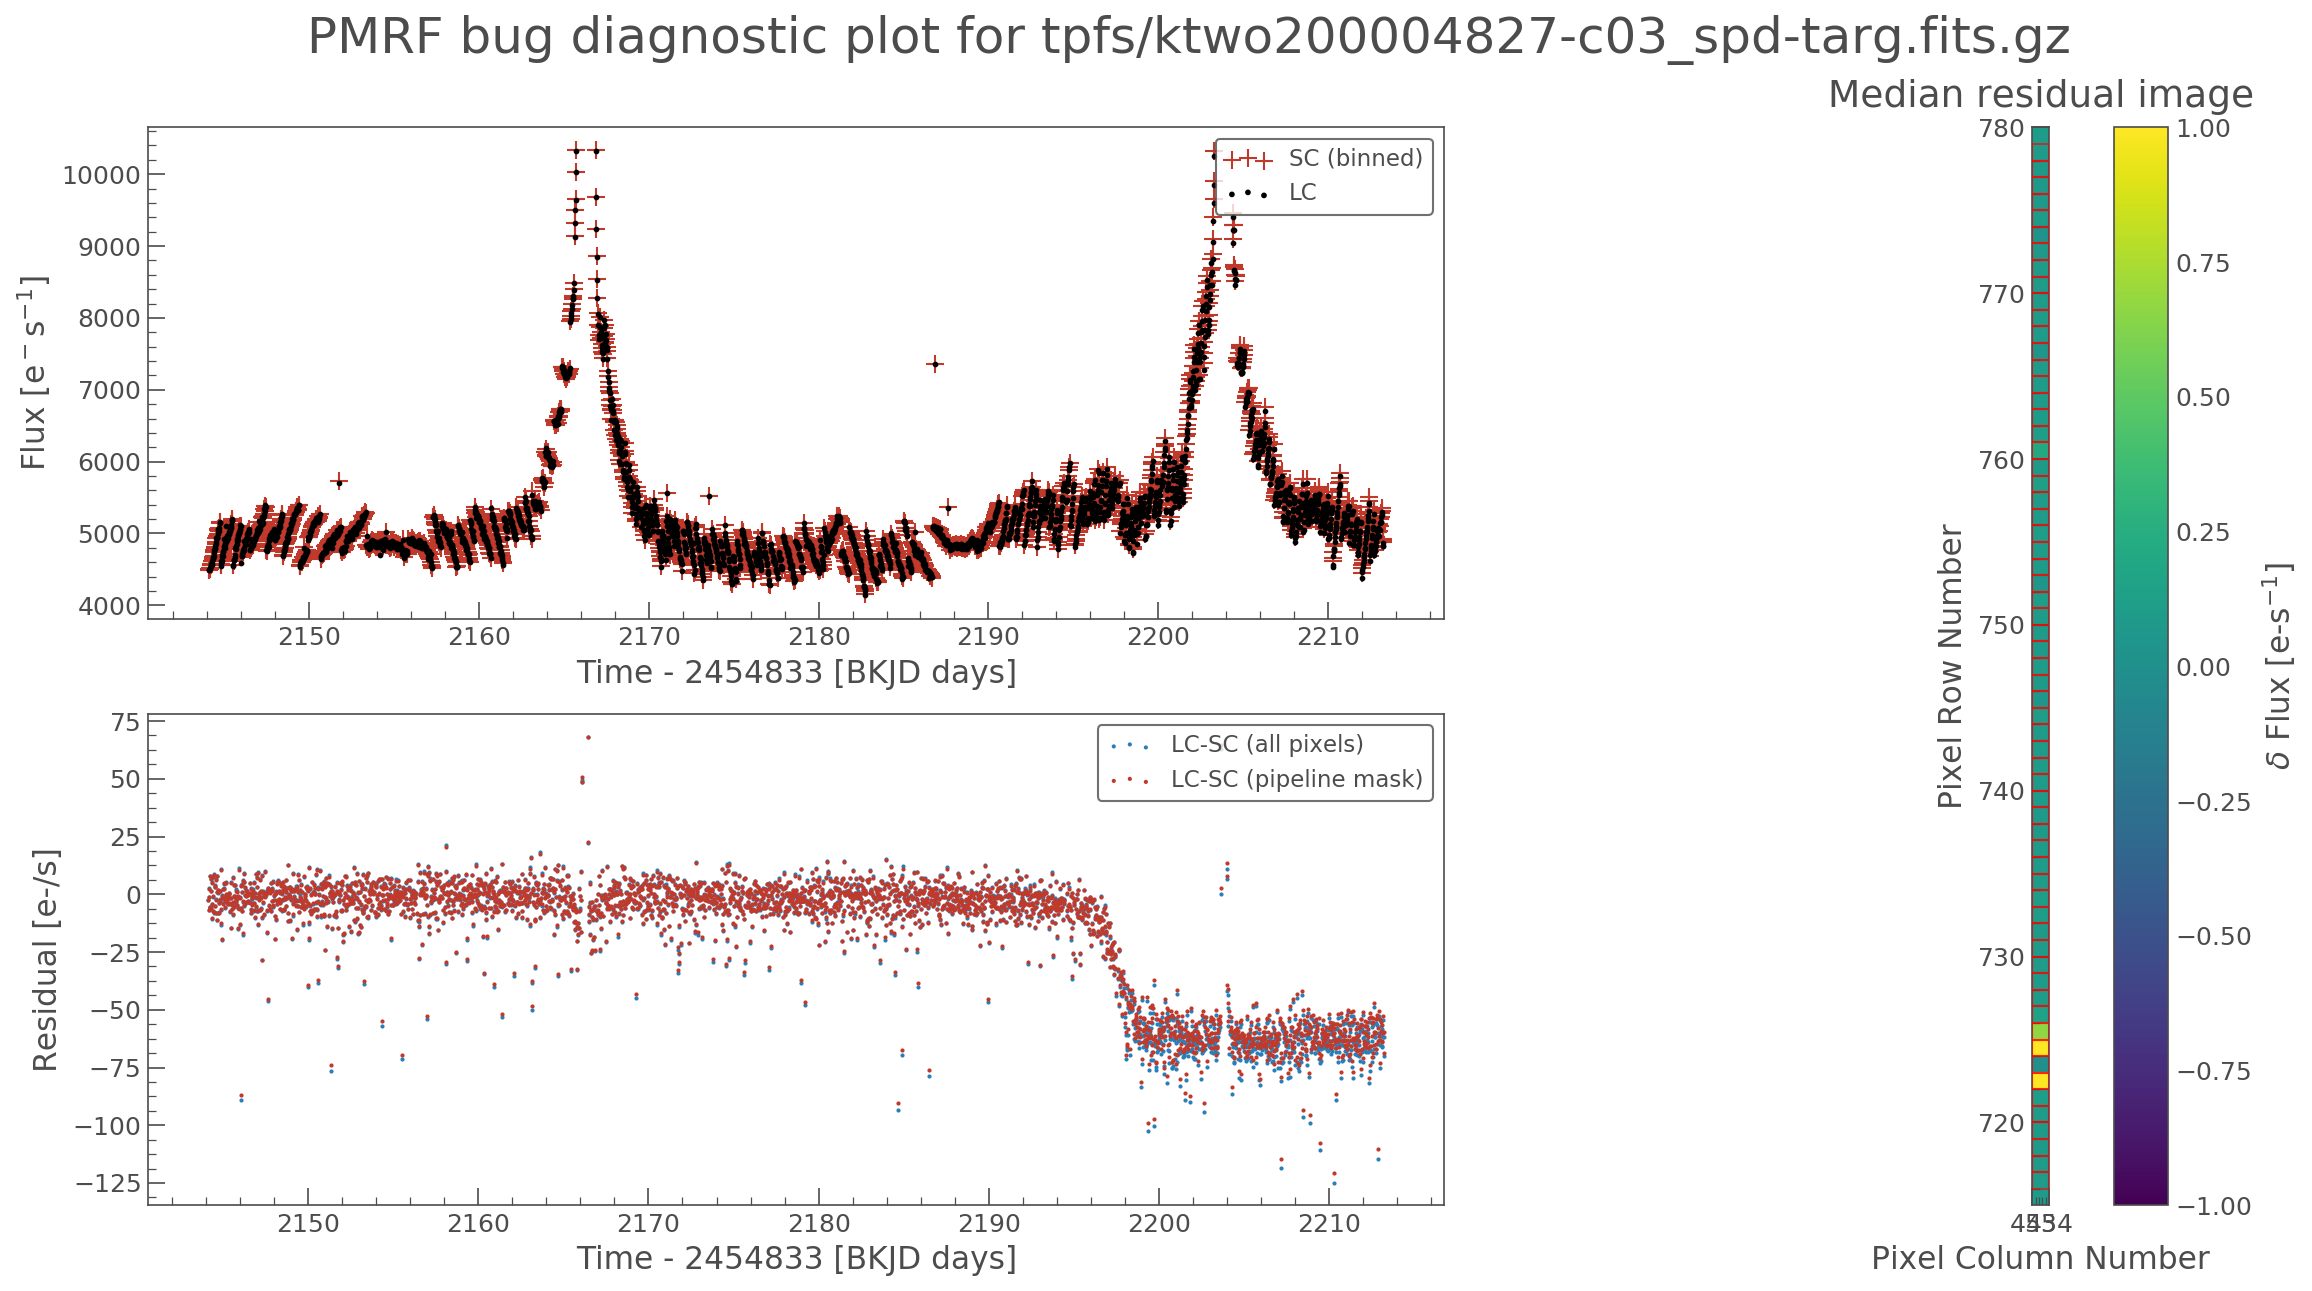 PMRF bug diagnostic plot for tpfs/ktwo200004827-c03_spd-targ.fits.gz
Flux [e⁻ s⁻¹]
10000
9000
8000
7000
6000
5000
4000
SC (binned)
LC
2150 2160 2170 2180 2190 2200 2210
Time - 2454833 [BKJD days]
Residual [e-/s]
75
50
25
0
−25
−50
−75
−100
−125
LC-SC (all pixels)
LC-SC (pipeline mask)
2150 2160 2170 2180 2190 2200 2210
Time - 2454833 [BKJD days]
Median residual image
Pixel Row Number
780
770
760
750
740
730
720
Pixel Column Number
1.00
0.75
0.50
0.25
0.00
−0.25
−0.50
−0.75
−1.00
δ Flux [e-s⁻¹]